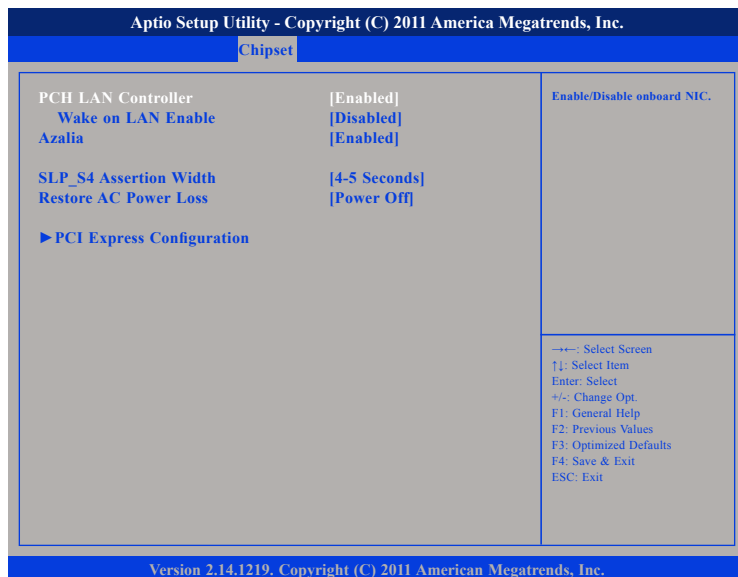 Aptio Setup Utility - Copyright (C) 2011 America Megatrends, Inc.
Chipset
PCH LAN Controller [Enabled]
Wake on LAN Enable [Disabled]
Azalia [Enabled]
SLP_S4 Assertion Width [4-5 Seconds]
Restore AC Power Loss [Power Off]
►PCI Express Configuration
Enable/Disable onboard NIC.
→←: Select Screen
↑↓: Select Item
Enter: Select
+/-: Change Opt.
F1: General Help
F2: Previous Values
F3: Optimized Defaults
F4: Save & Exit
ESC: Exit
Version 2.14.1219. Copyright (C) 2011 American Megatrends, Inc.